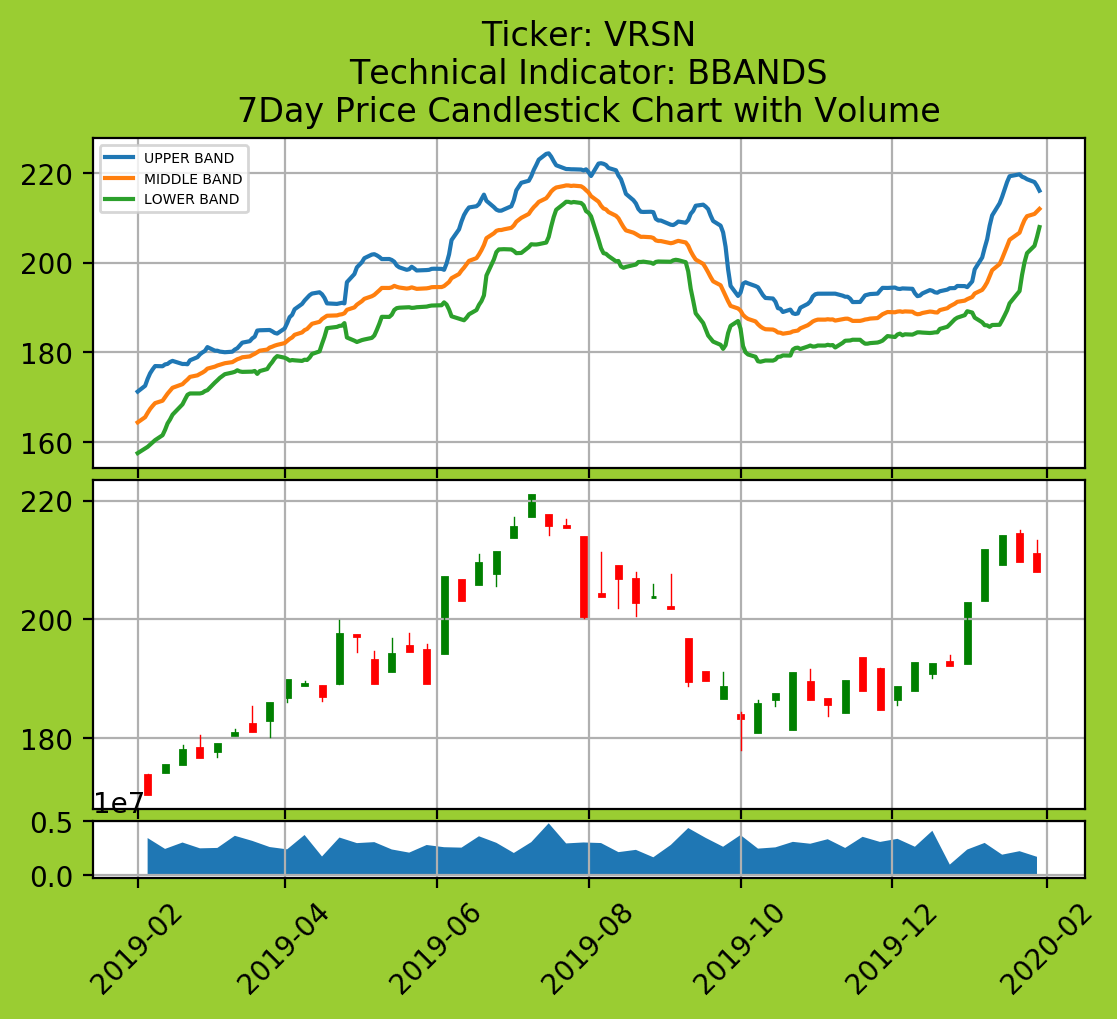 Ticker: VRSN
Technical Indicator: BBANDS
7Day Price Candlestick Chart with Volume
UPPER BAND
MIDDLE BAND
LOWER BAND
220
200
180
160
220
200
180
1e7
0.5
0.0
2019-02
2019-04
2019-06
2019-08
2019-10
2019-12
2020-02